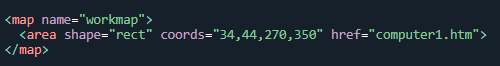 <map name="workmap">
<area shape="rect" coords="34,44,270,350" href="computer1.htm">
</map>